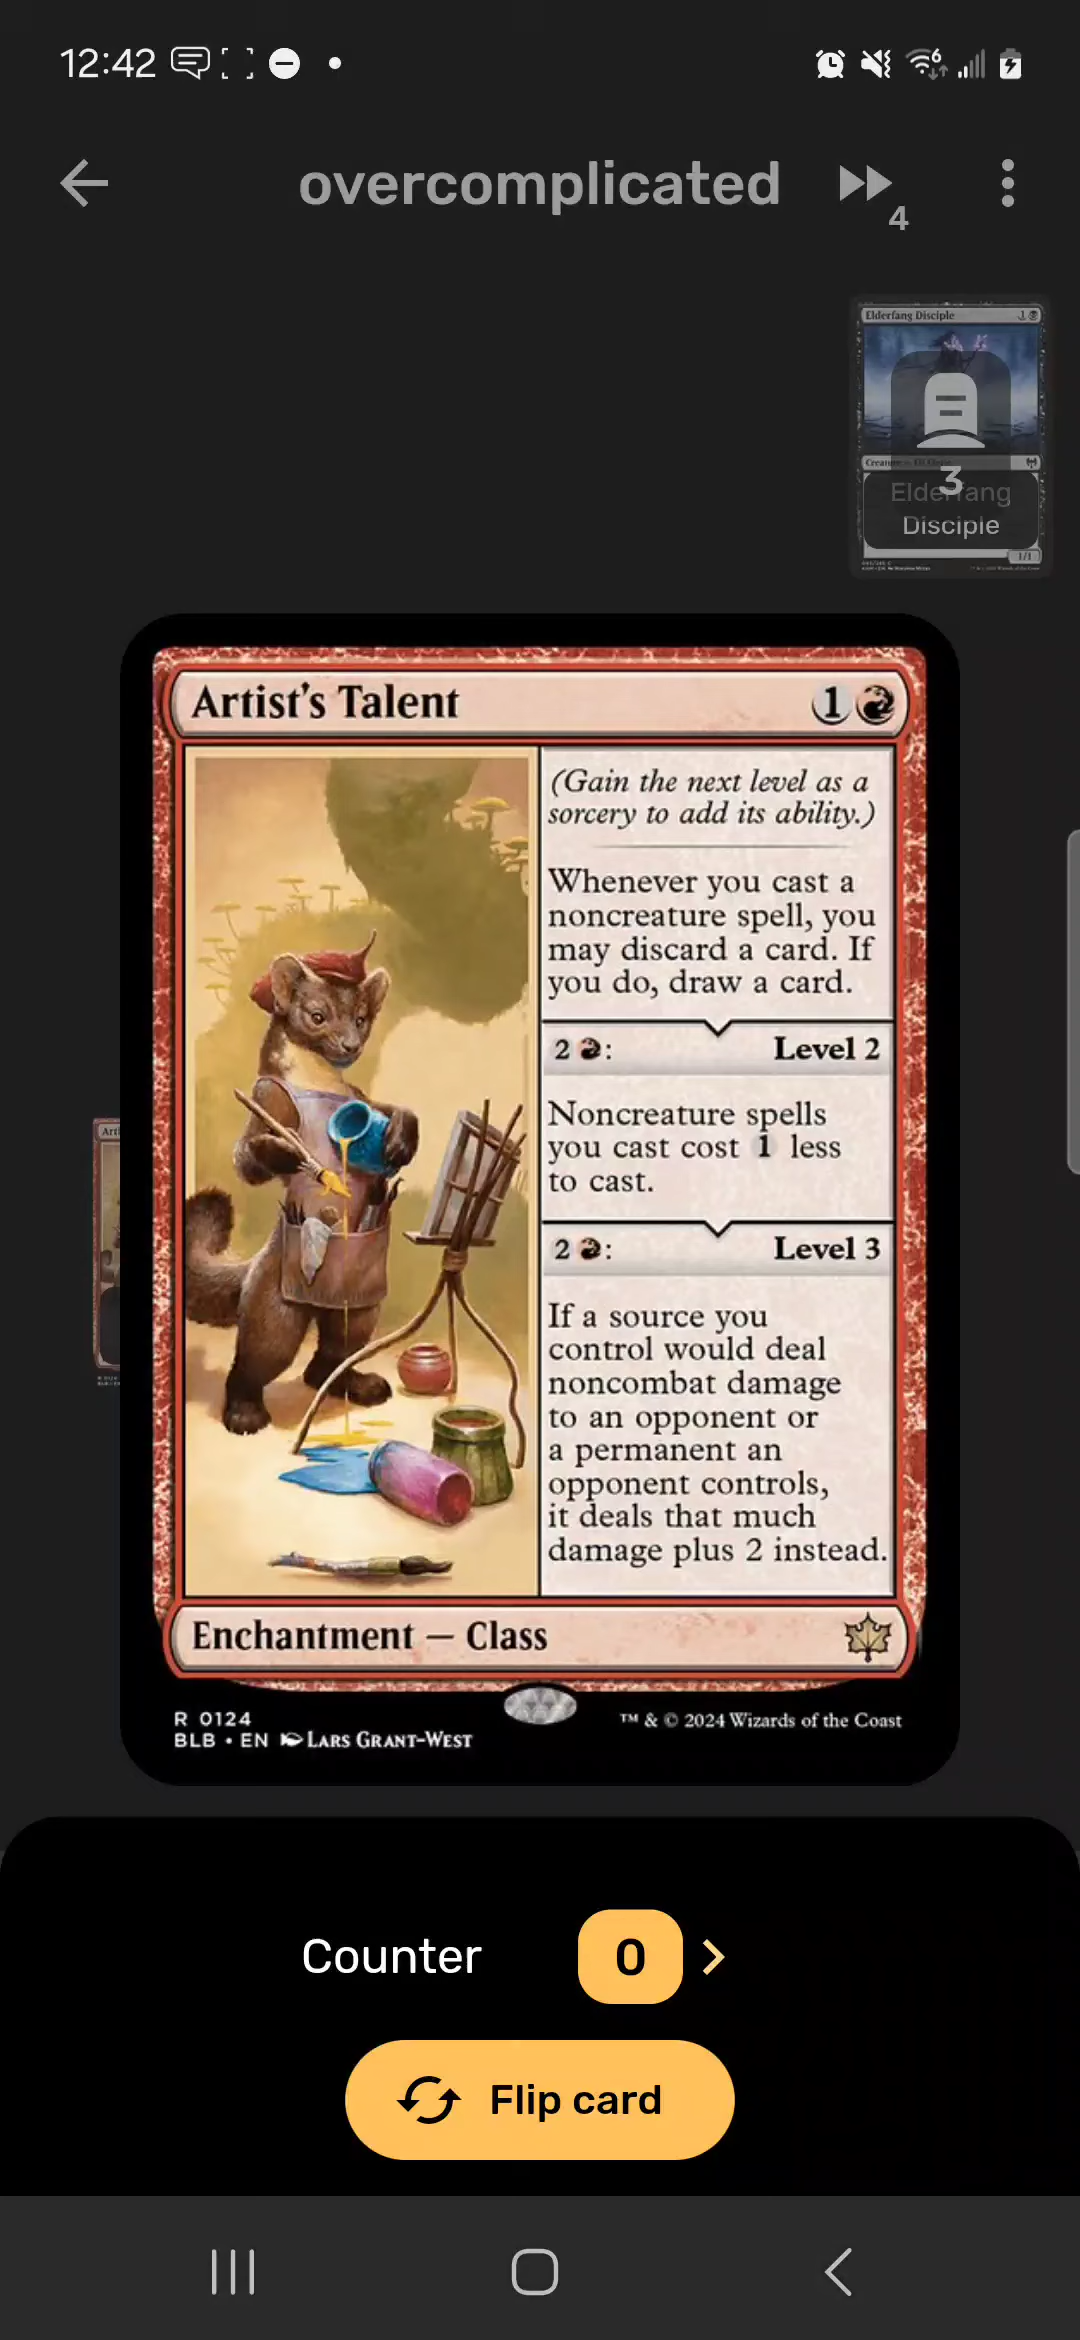 12:42
6
overcomplicated
4
Elderfang Disciple 1
3
Elderfang
Disciple
1/1
Artist's Talent 1
(Gain the next level as a
sorcery to add its ability.)
Whenever you cast a
noncreature spell, you
may discard a card. If
you do, draw a card.
2 : Level 2
Noncreature spells
you cast cost 1 less
to cast.
2 : Level 3
If a source you
control would deal
noncombat damage
to an opponent or
a permanent an
opponent controls,
it deals that much
damage plus 2 instead.
Enchantment — Class
R 0124
BLB • EN LARS GRANT-WEST
™ & © 2024 Wizards of the Coast
Counter 0
Flip card